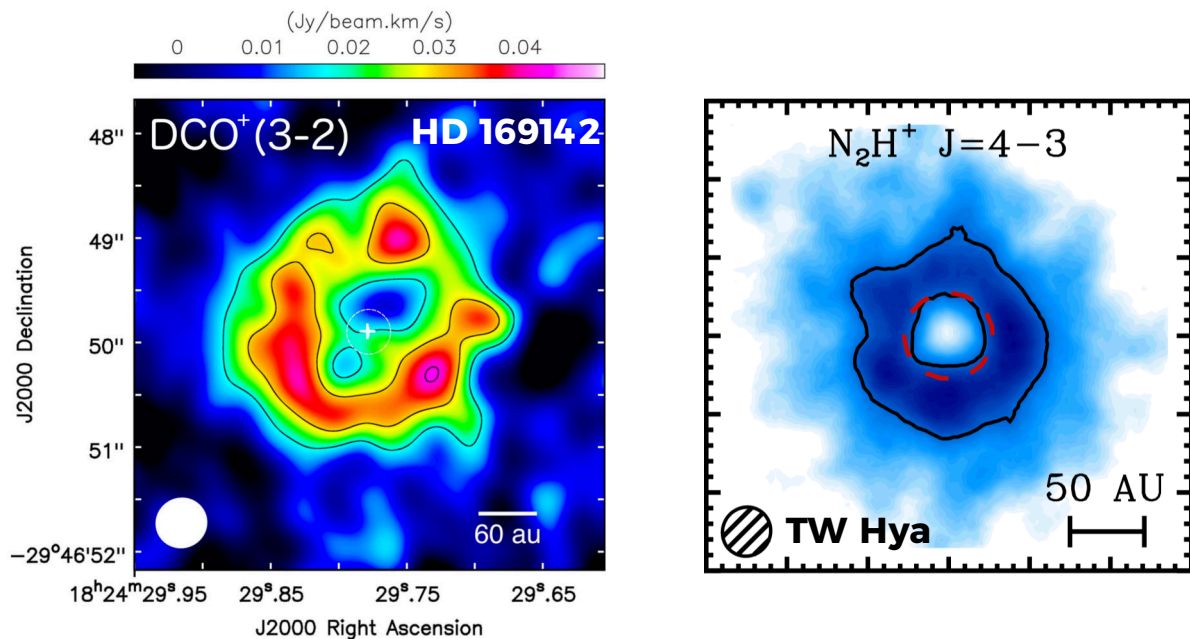 (Jy/beam.km/s)
0 0.01 0.02 0.03 0.04
DCO⁺(3-2) HD 169142
48"
49"
50"
51"
−29°46'52"
J2000 Declination
60 au
18ʰ24ᵐ29ˢ.95 29ˢ.85 29ˢ.75 29ˢ.65
J2000 Right Ascension
N₂H⁺ J=4−3
50 AU
TW Hya